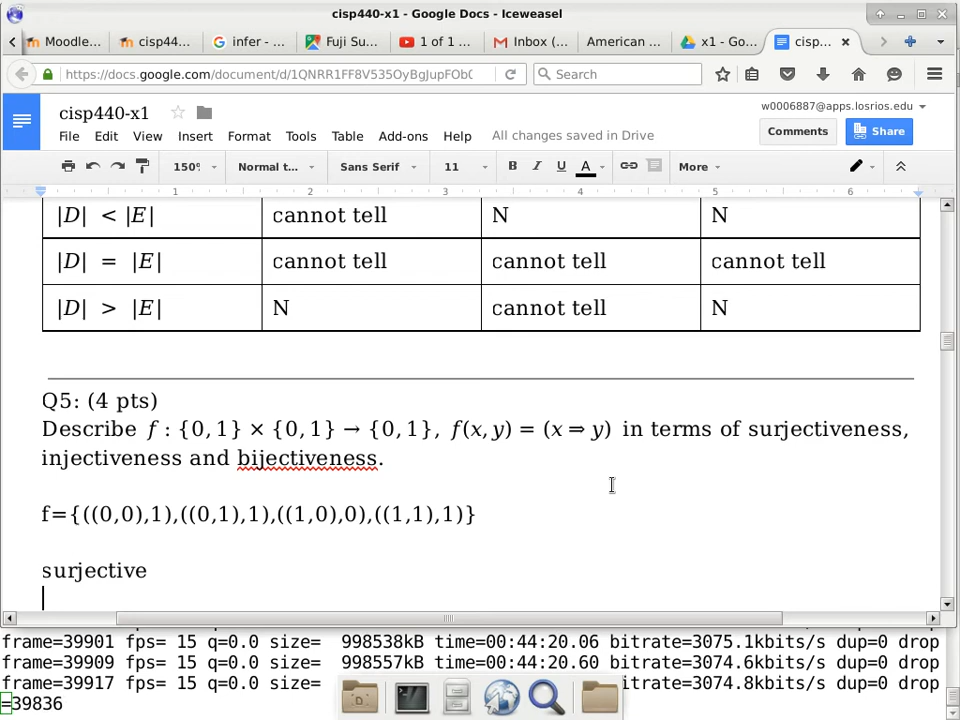 cisp440-x1 - Google Docs - Iceweasel
Moodle... cisp44... infer - ... Fuji Su... 1 of 1 ... Inbox (... American ... x1 - Go... cisp...
https://docs.google.com/document/d/1QNRR1FF8V535OyBgJupFOb( Search
cisp440-x1 w0006887@apps.losrios.edu
File Edit View Insert Format Tools Table Add-ons Help All changes saved in Drive Comments Share
150% Normal t... Sans Serif 11 B I U A More
1 2 3 4 5 6
|D| < |E| cannot tell N N
|D| = |E| cannot tell cannot tell cannot tell
|D| > |E| N cannot tell N
Q5: (4 pts)
Describe f : {0, 1} × {0, 1} → {0, 1}, f(x, y) = (x ⇒ y) in terms of surjectiveness,
injectiveness and bijectiveness.
f={((0,0),1),((0,1),1),((1,0),0),((1,1),1)}
surjective
frame=39901 fps= 15 q=0.0 size= 998538kB time=00:44:20.06 bitrate=3075.1kbits/s dup=0 drop
frame=39909 fps= 15 q=0.0 size= 998557kB time=00:44:20.60 bitrate=3074.6kbits/s dup=0 drop
frame=39917 fps= 15 q=0.0 size= itrate=3074.8kbits/s dup=0 drop
=39836